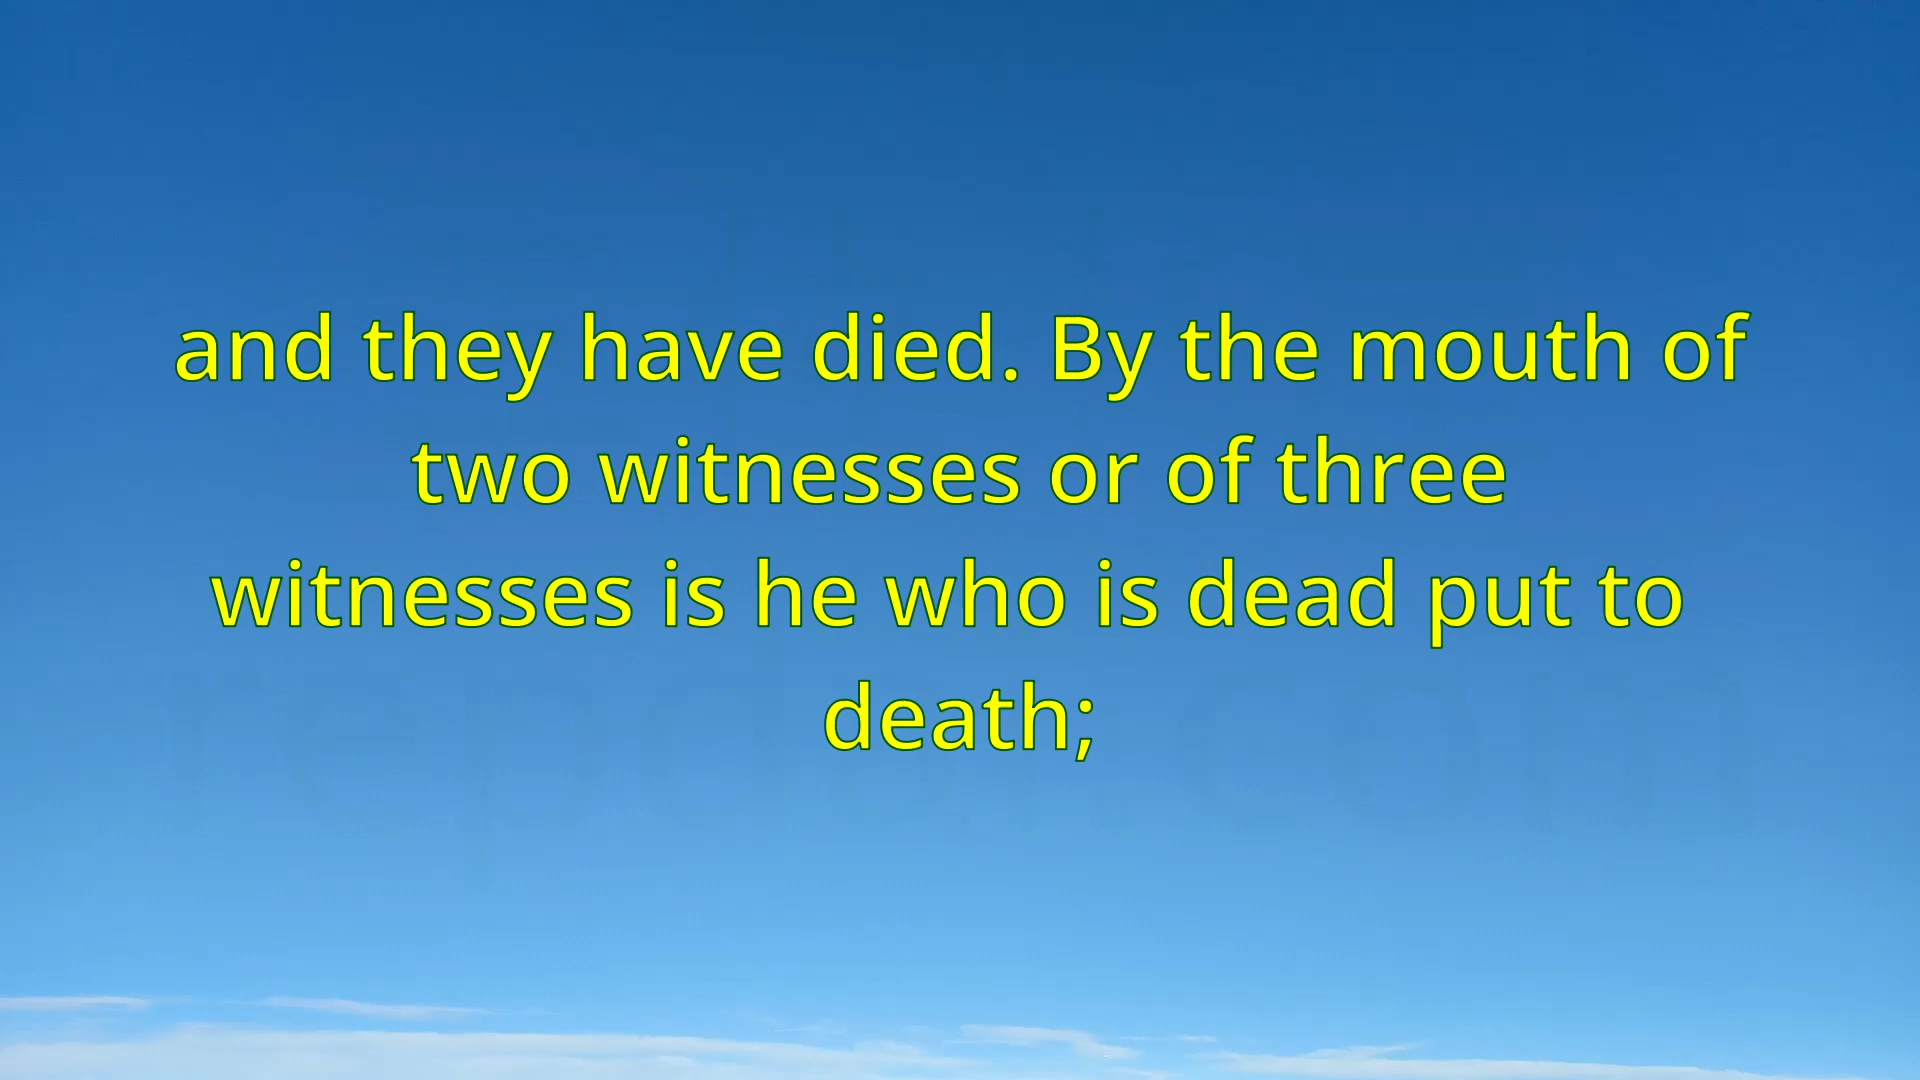 and they have died. By the mouth of
two witnesses or of three
witnesses is he who is dead put to
death;